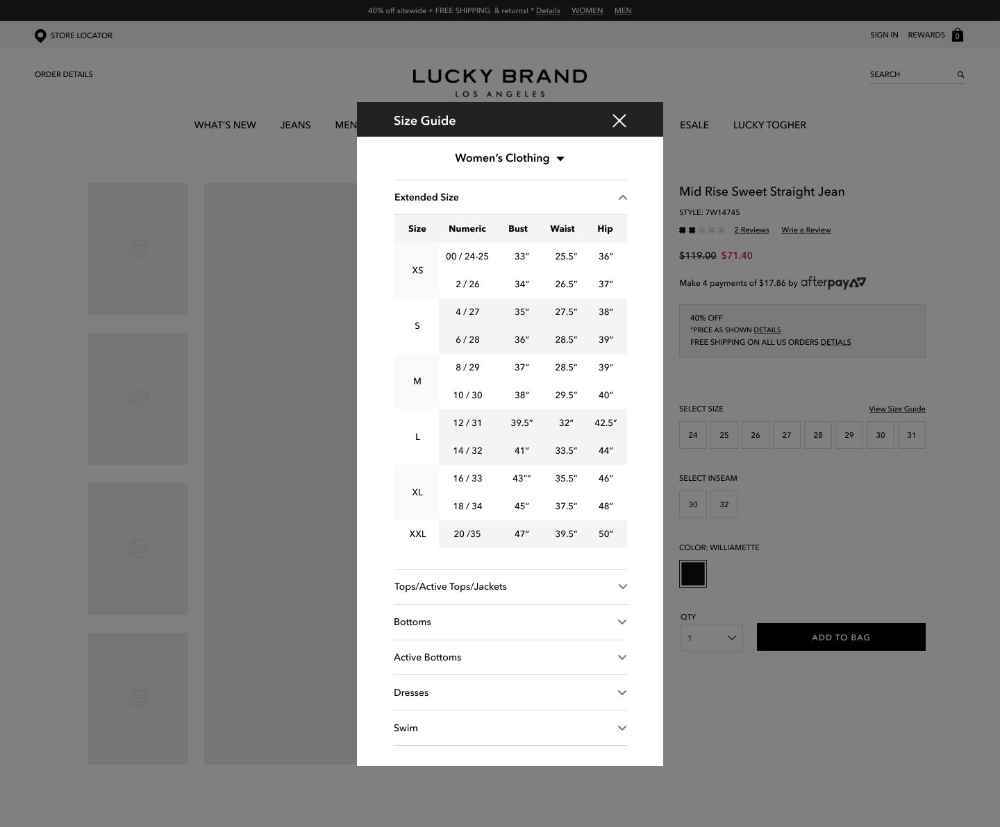 40% off sitewide + FREE SHIPPING & returns! * Details WOMEN MEN
STORE LOCATOR
SIGN IN REWARDS 0
ORDER DETAILS
LUCKY BRAND
LOS ANGELES
SEARCH
WHAT'S NEW JEANS MEN ESALE LUCKY TOGHER
Size Guide
Women's Clothing
Extended Size
Size Numeric Bust Waist Hip
XS
00 / 24-25 33" 25.5" 36"
2 / 26 34" 26.5" 37"
S
4 / 27 35" 27.5" 38"
6 / 28 36" 28.5" 39"
M
8 / 29 37" 28.5" 39"
10 / 30 38" 29.5" 40"
L
12 / 31 39.5" 32" 42.5"
14 / 32 41" 33.5" 44"
XL
16 / 33 43"" 35.5" 46"
18 / 34 45" 37.5" 48"
XXL 20 /35 47" 39.5" 50"
Tops/Active Tops/Jackets
Bottoms
Active Bottoms
Dresses
Swim
Mid Rise Sweet Straight Jean
STYLE: 7W14745
2 Reviews Wrie a Review
$119.00 $71.40
Make 4 payments of $17.86 by afterpay
40% OFF
"PRICE AS SHOWN DETAILS
FREE SHIPPING ON ALL US ORDERS DETIALS
SELECT SIZE View Size Guide
24 25 26 27 28 29 30 31
SELECT INSEAM
30 32
COLOR: WILLIAMETTE
QTY
1 ADD TO BAG